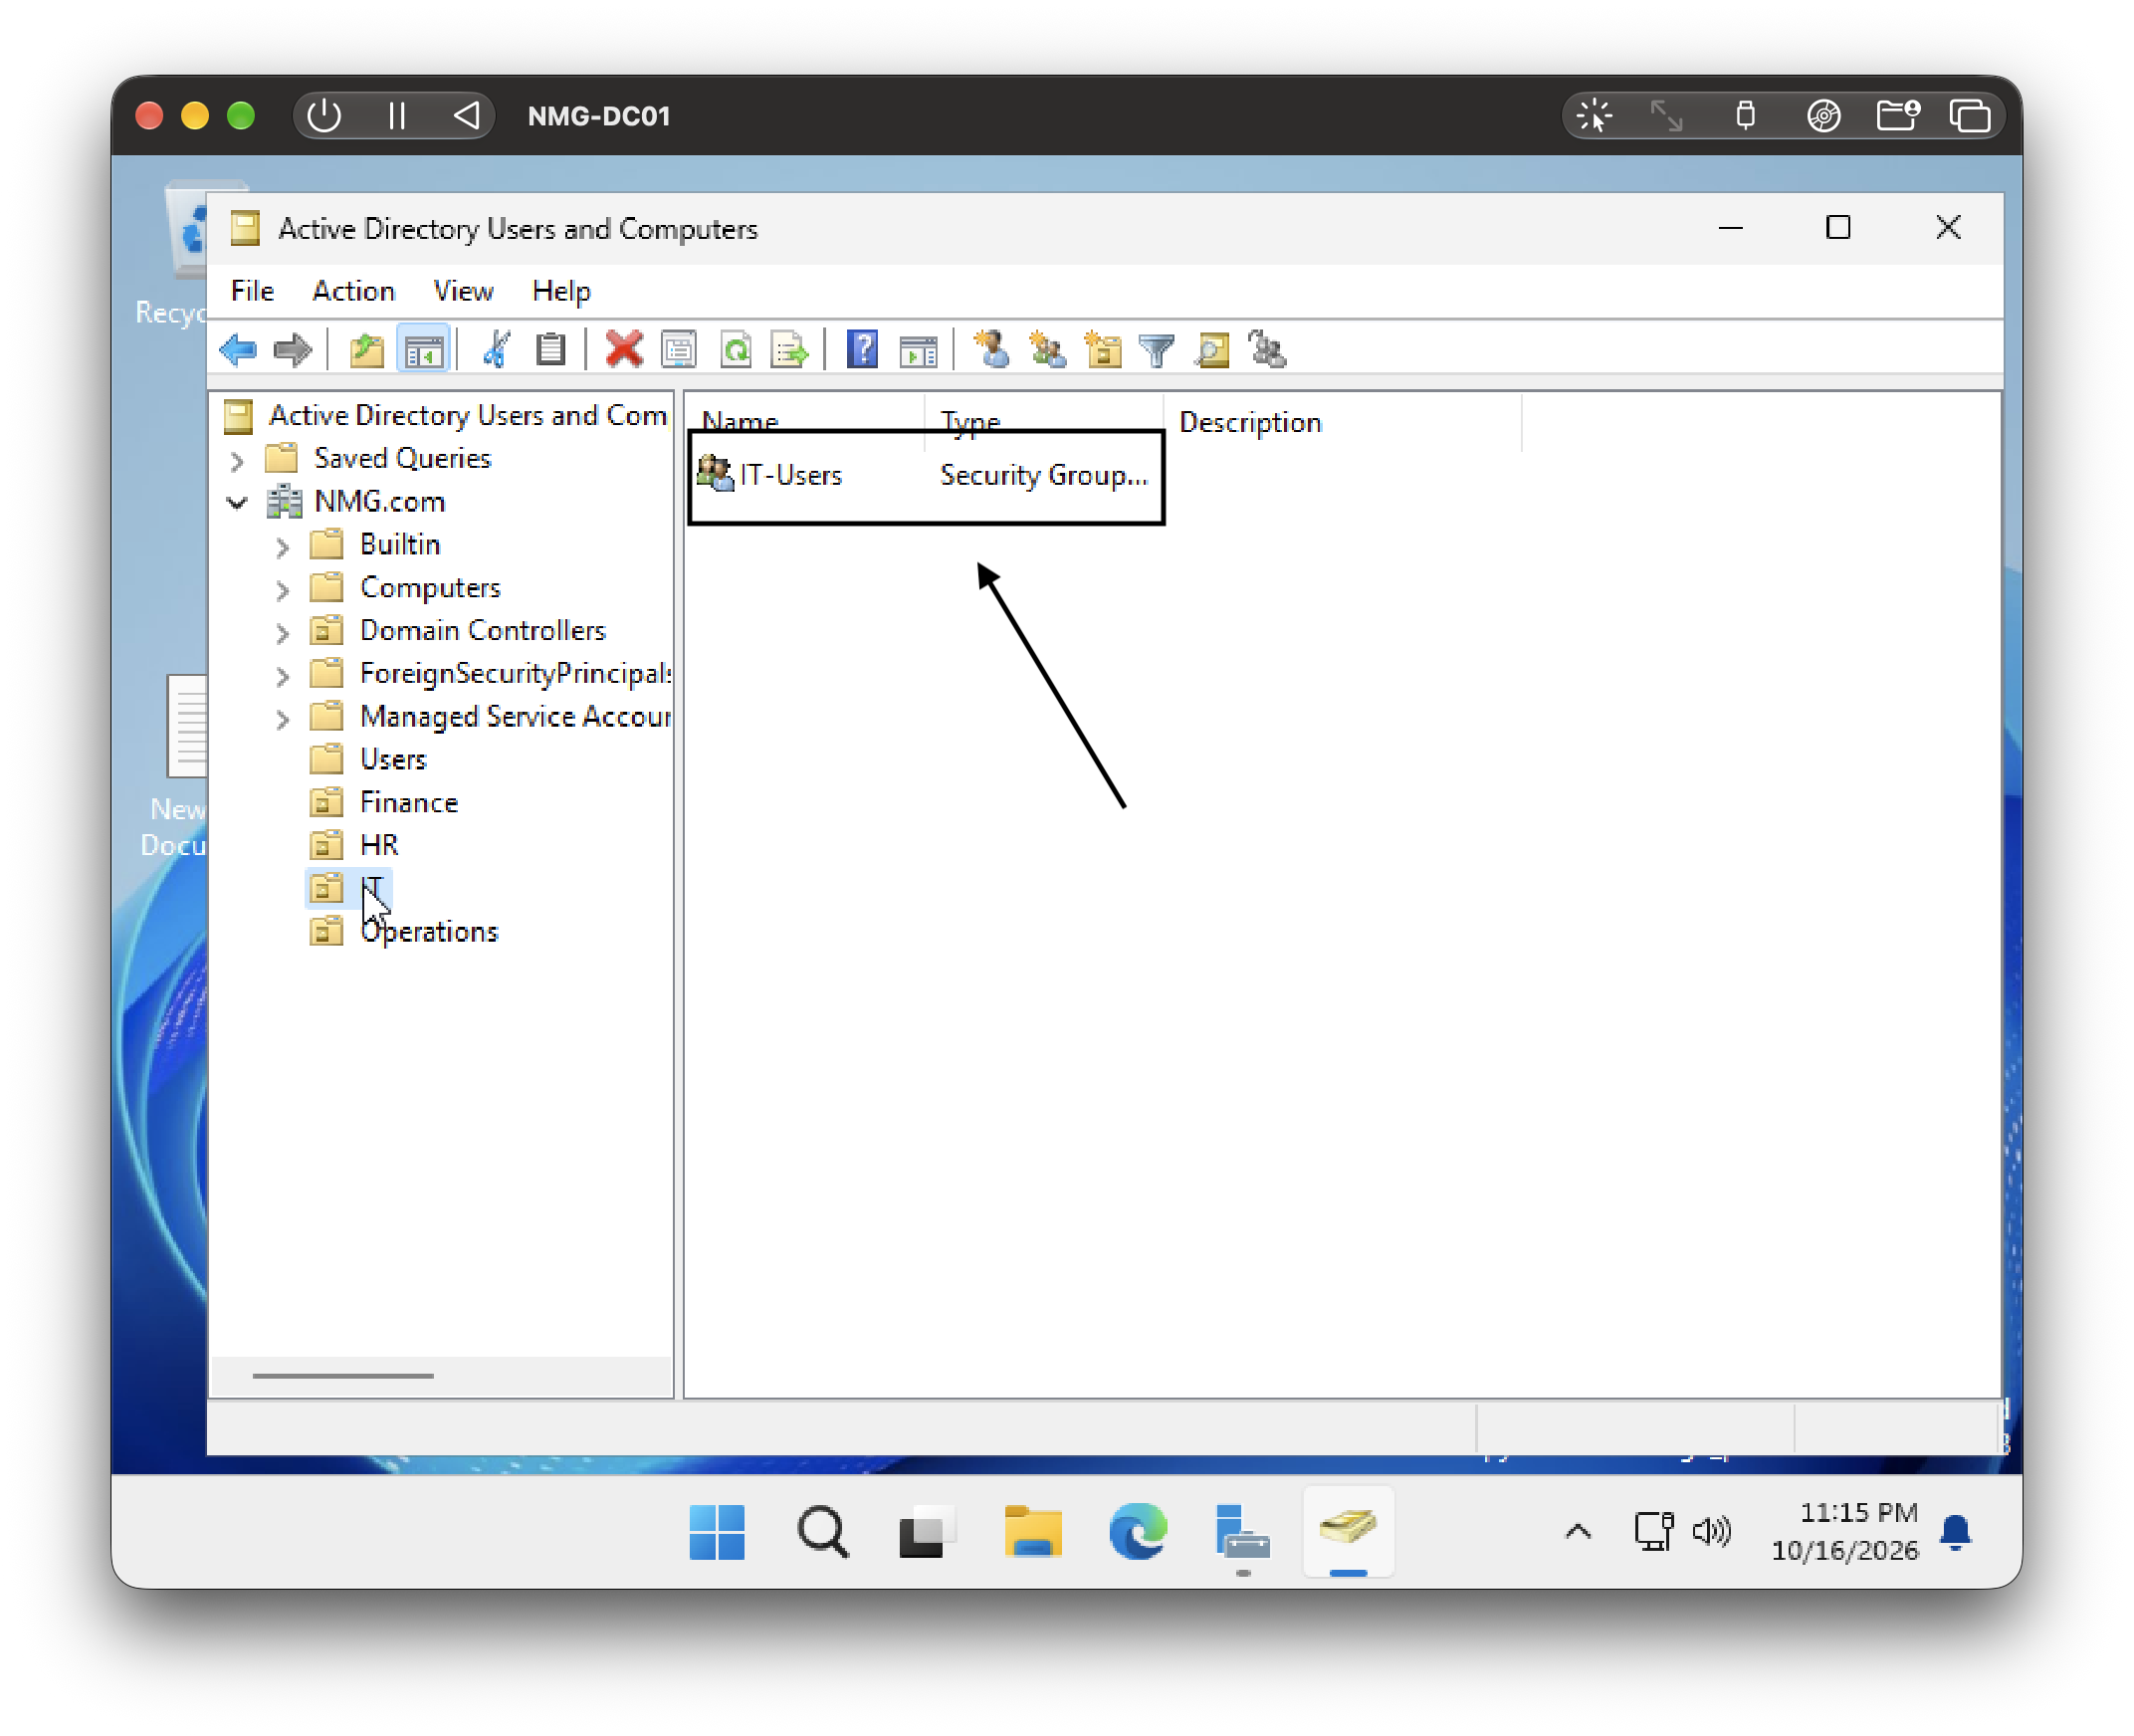 NMG-DC01
Recyc
Active Directory Users and Computers
File Action View Help
Active Directory Users and Com
Saved Queries
NMG.com
Builtin
Computers
Domain Controllers
ForeignSecurityPrincipals
Managed Service Accour
Users
Finance
HR
IT
Operations
Name Type Description
IT-Users Security Group...
New
Docu
11:15 PM
10/16/2026